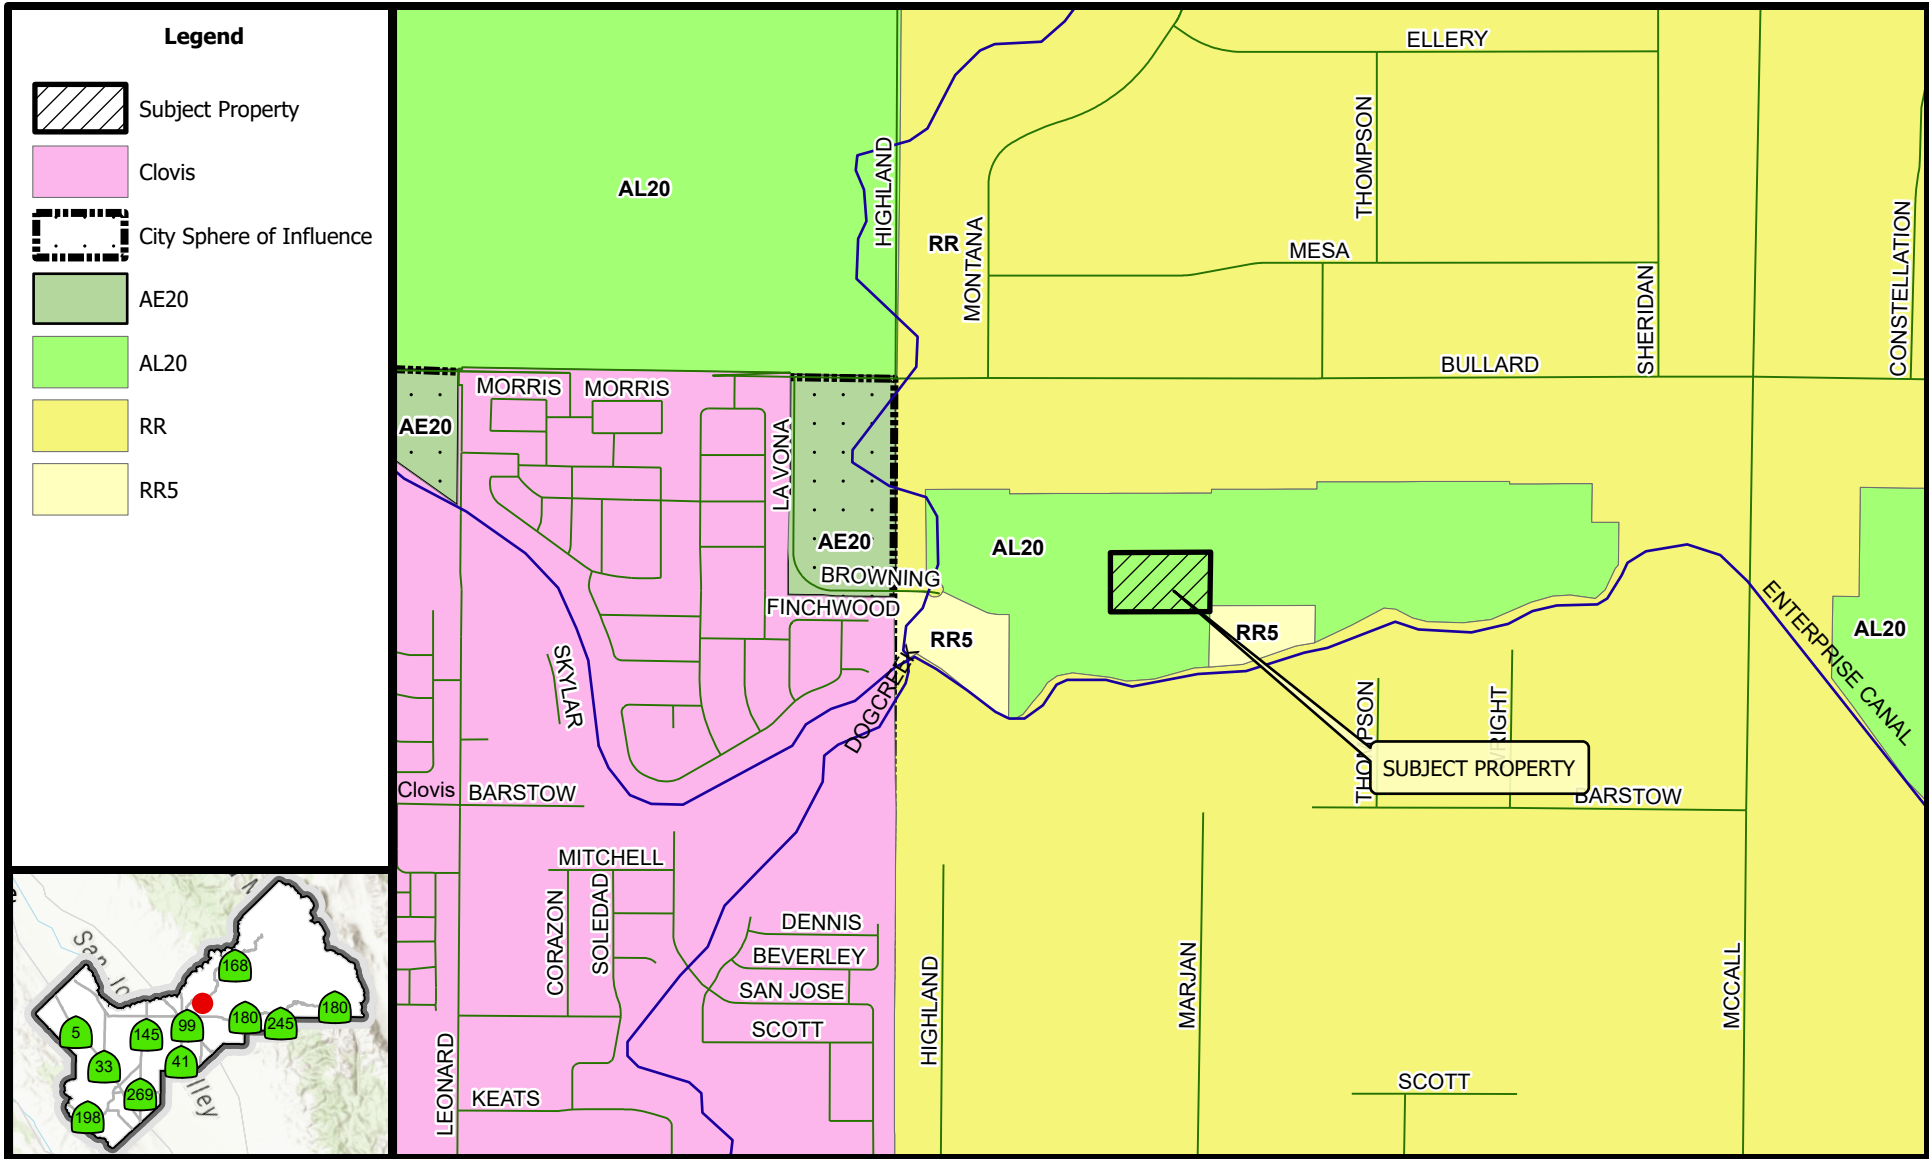 Legend
Subject Property
Clovis
City Sphere of Influence
AE20
AL20
RR
RR5
ELLERY
THOMPSON
HIGHLAND
AL20
RR
MONTANA
MESA
CONSTELLATION
SHERIDAN
BULLARD
MORRIS
MORRIS
AE20
LA VONA
AE20
AL20
BROWNING
FINCHWOOD
RR5
RR5
AL20
ENTERPRISE CANAL
SKYLAR
DOGCREEK
THOMPSON
SUBJECT PROPERTY
Clovis
BARSTOW
BARSTOW
MITCHELL
CORAZON
SOLEDAD
DENNIS
BEVERLEY
SAN JOSE
SCOTT
HIGHLAND
MARJAN
MCCALL
LEONARD
KEATS
SCOTT
168
180
180
245
99
145
5
41
33
269
198